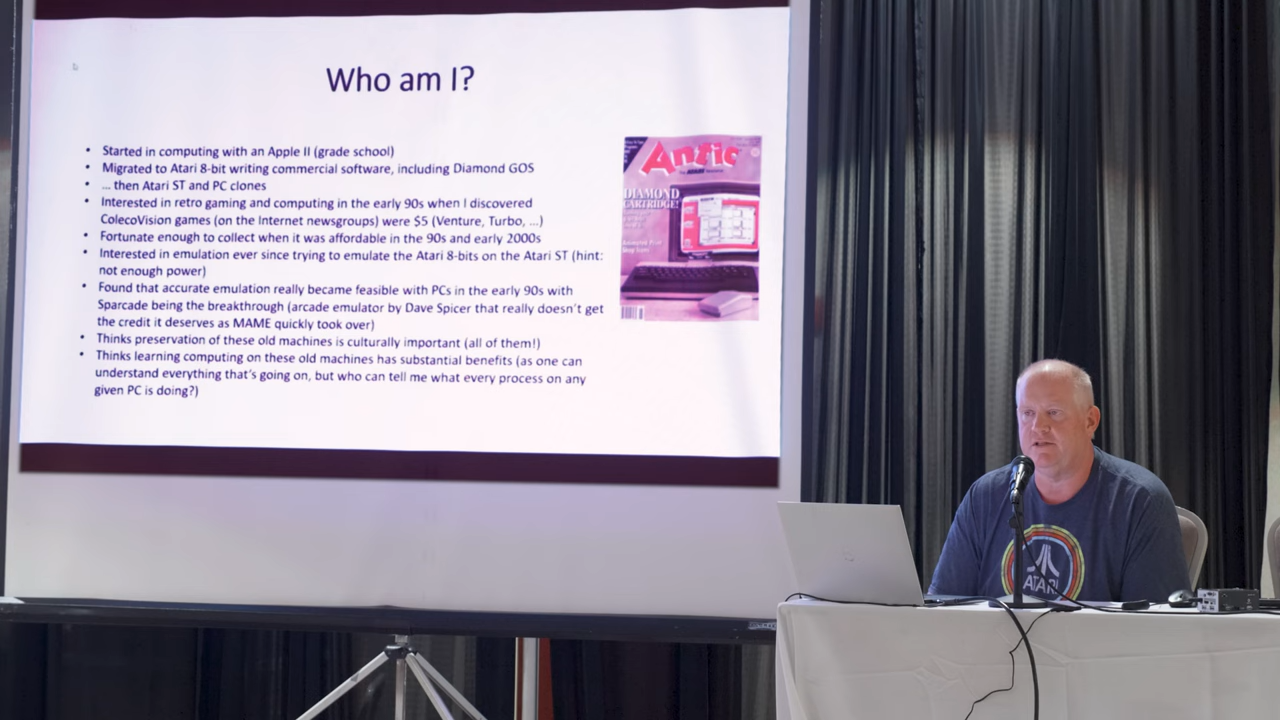 Who am I?
• Started in computing with an Apple II (grade school)
• Migrated to Atari 8-bit writing commercial software, including Diamond GOS
• ... then Atari ST and PC clones
• Interested in retro gaming and computing in the early 90s when I discovered
ColecoVision games (on the Internet newsgroups) were $5 (Venture, Turbo, ...)
• Fortunate enough to collect when it was affordable in the 90s and early 2000s
• Interested in emulation ever since trying to emulate the Atari 8-bits on the Atari ST (hint:
not enough power)
• Found that accurate emulation really became feasible with PCs in the early 90s with
Sparcade being the breakthrough (arcade emulator by Dave Spicer that really doesn't get
the credit it deserves as MAME quickly took over)
• Thinks preservation of these old machines is culturally important (all of them!)
• Thinks learning computing on these old machines has substantial benefits (as one can
understand everything that's going on, but who can tell me what every process on any
given PC is doing?)
Antic
DIAMOND
CARTRIDGE!
ATARI